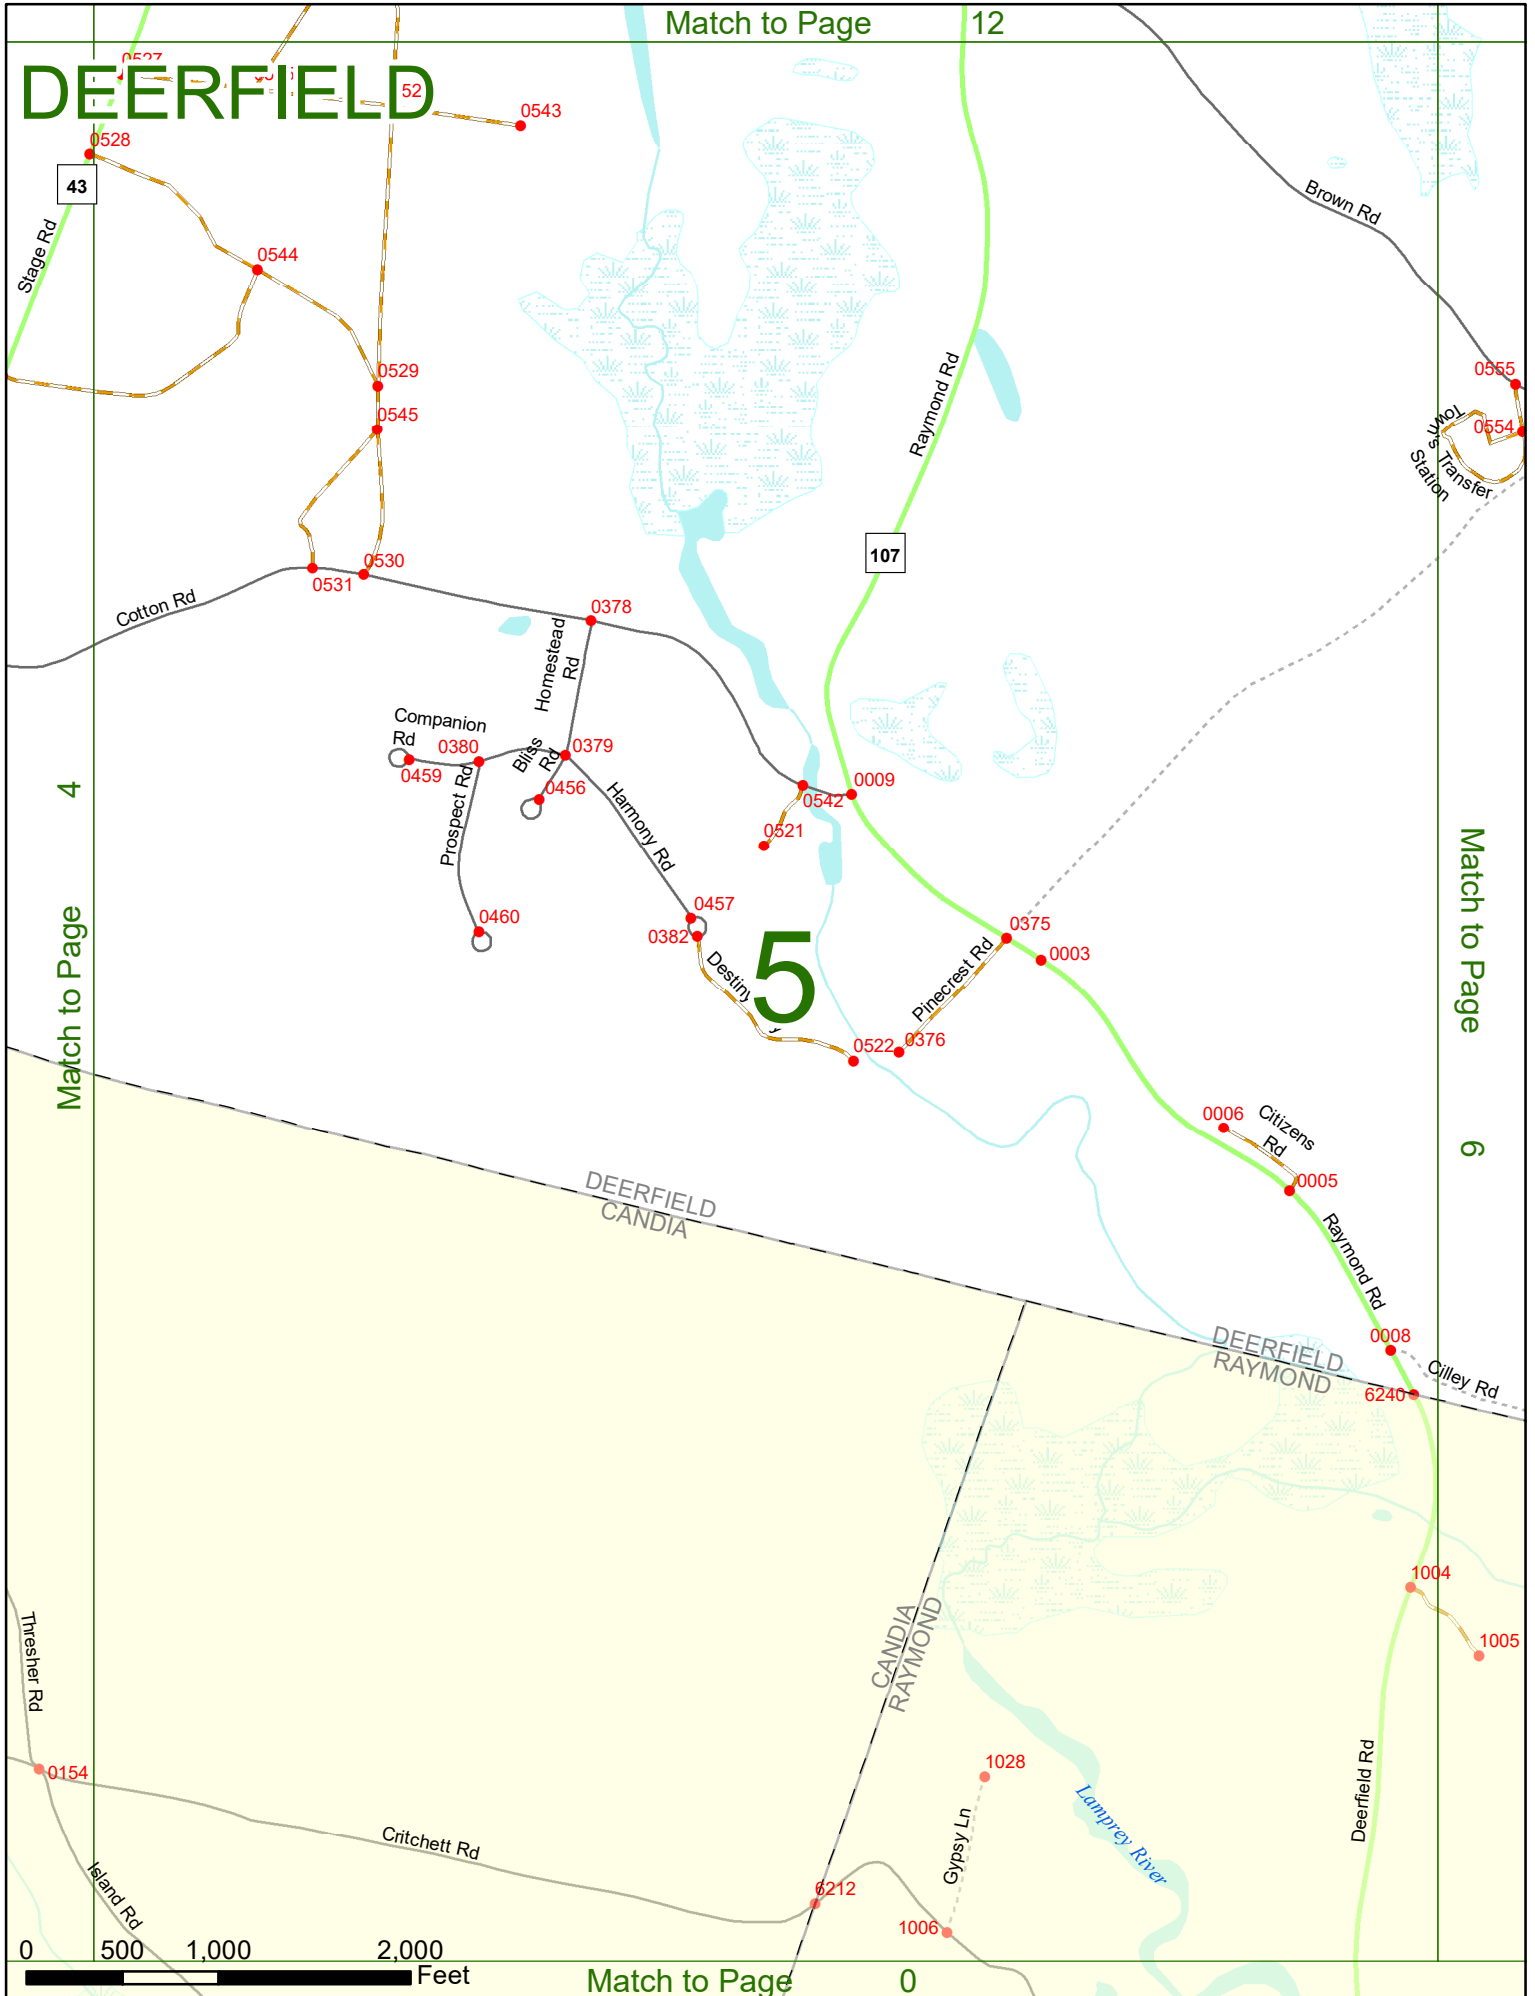 Match to Page 12
DEERFIELD
0527
52
0543
0528
43
Stage Rd
0544
Brown Rd
0529
0545
Raymond Rd
0555
0554
Town's Transfer
Station
107
0531
0530
Cotton Rd
0378
Homestead
Rd
Companion
Rd
0459
0380
Bliss
Rd
0379
0456
Prospect Rd
Harmony Rd
0542
0009
0521
4
Match to Page
0460
0457
0382
Destiny
5
0375
0003
Pinecrest Rd
0522
0376
Match to Page
6
0006
Citizens
Rd
0005
DEERFIELD
CANDIA
Raymond Rd
0008
DEERFIELD
RAYMOND
Cilley Rd
6240
1004
1005
CANDIA
RAYMOND
Thresher Rd
0154
1028
Gypsy Ln
Lamprey River
Deerfield Rd
Critchett Rd
Island Rd
6212
1006
0 500 1,000 2,000
Feet
Match to Page 0